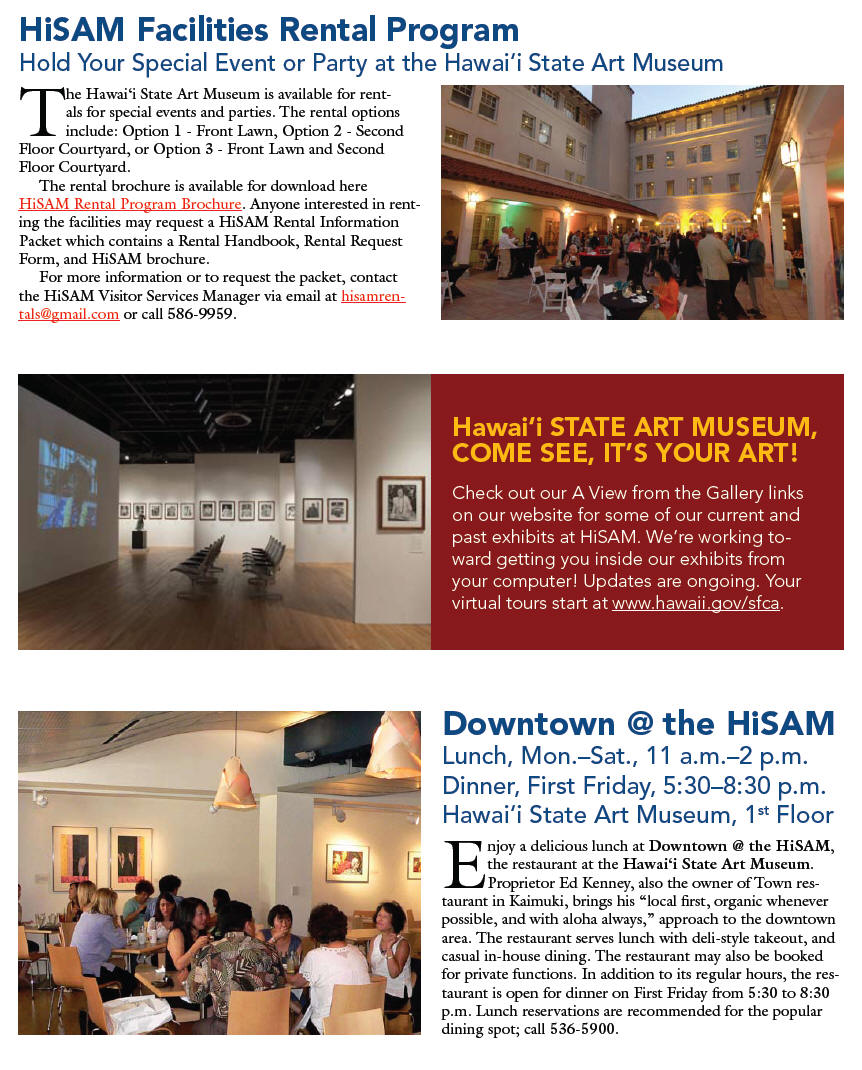 HiSAM Facilities Rental Program
Hold Your Special Event or Party at the Hawai’i State Art Museum
The Hawai‘i State Art Museum is available for rent-
als for special events and parties. The rental options
include: Option 1 - Front Lawn, Option 2 - Second
Floor Courtyard, or Option 3 - Front Lawn and Second
Floor Courtyard.
The rental brochure is available for download here
HiSAM Rental Program Brochure. Anyone interested in rent-
ing the facilities may request a HiSAM Rental Information
Packet which contains a Rental Handbook, Rental Request
Form, and HiSAM brochure.
For more information or to request the packet, contact
the HiSAM Visitor Services Manager via email at hisamren-
tals@gmail.com or call 586-9959.
Hawai’i STATE ART MUSEUM,
COME SEE, IT’S YOUR ART!
Check out our A View from the Gallery links
on our website for some of our current and
past exhibits at HiSAM. We’re working to-
ward getting you inside our exhibits from
your computer! Updates are ongoing. Your
virtual tours start at www.hawaii.gov/sfca.
Downtown @ the HiSAM
Lunch, Mon.–Sat., 11 a.m.–2 p.m.
Dinner, First Friday, 5:30–8:30 p.m.
Hawai’i State Art Museum, 1st Floor
Enjoy a delicious lunch at Downtown @ the HiSAM,
the restaurant at the Hawai‘i State Art Museum.
Proprietor Ed Kenney, also the owner of Town res-
taurant in Kaimuki, brings his “local first, organic whenever
possible, and with aloha always,” approach to the downtown
area. The restaurant serves lunch with deli-style takeout, and
casual in-house dining. The restaurant may also be booked
for private functions. In addition to its regular hours, the res-
taurant is open for dinner on First Friday from 5:30 to 8:30
p.m. Lunch reservations are recommended for the popular
dining spot; call 536-5900.